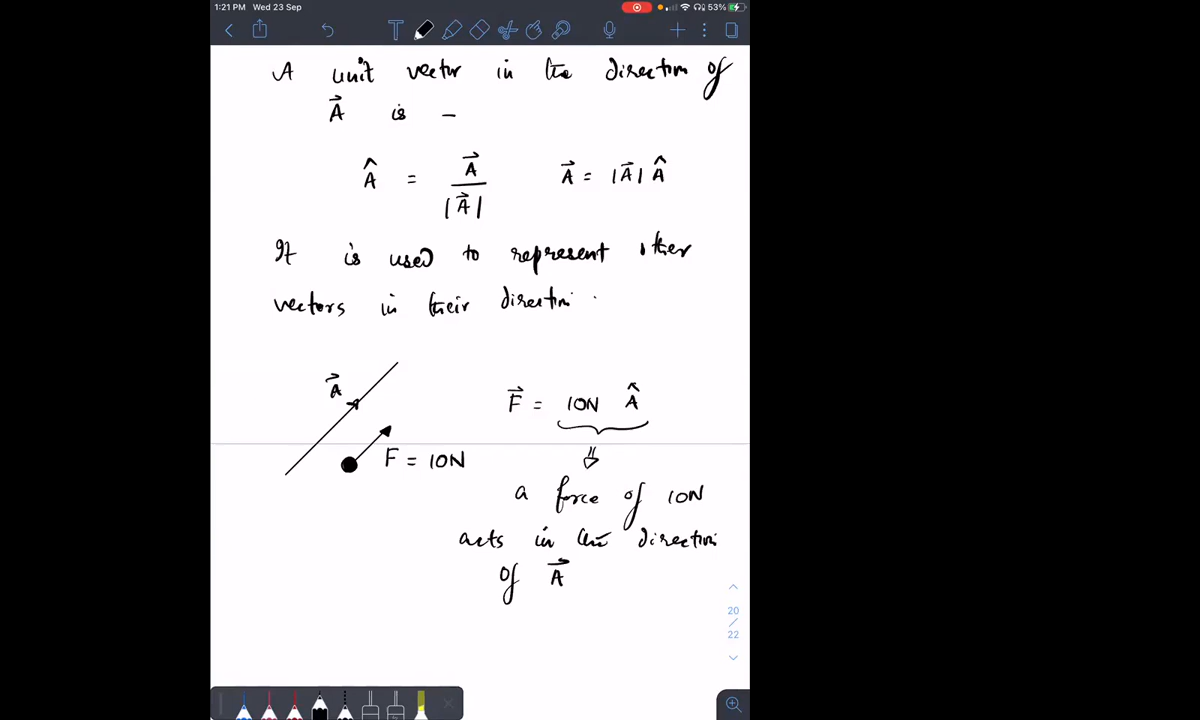 1:21 PM Wed 23 Sep
53%
A unit vector in the direction of
A⃗ is –
Â = A⃗ / |A⃗|   A⃗ = |A⃗| Â
It is used to represent other
vectors in their direction.
A⃗
F⃗ = 10N Â
F = 10N
⇓
a force of 10N
acts in the direction
of A⃗
20
/
22